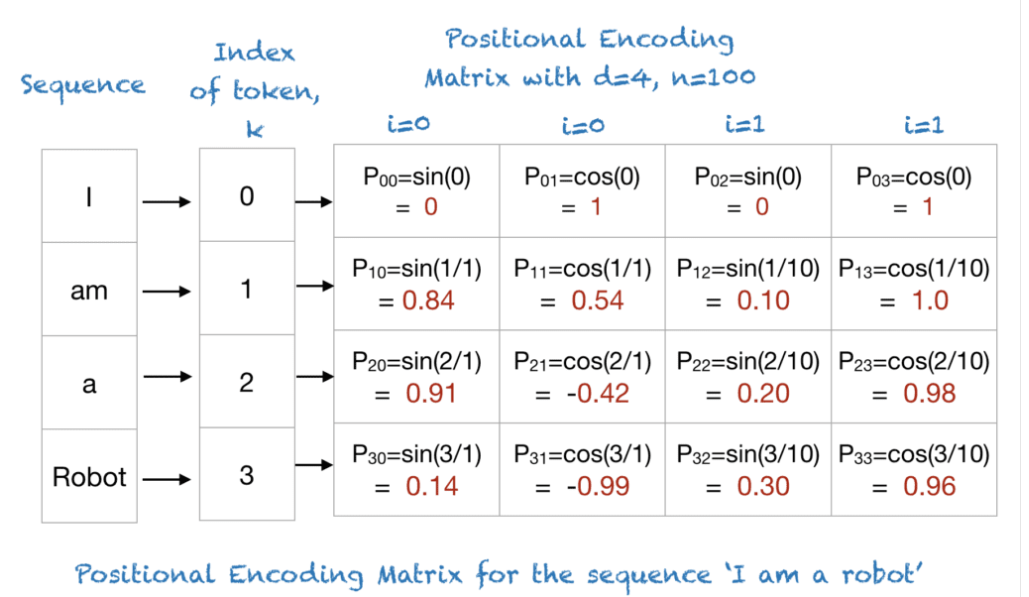 Positional Encoding
Matrix with d=4, n=100
Index
of token,
k
Sequence
i=0 i=0 i=1 i=1
I 0 P00=sin(0) P01=cos(0) P02=sin(0) P03=cos(0)
= 0 = 1 = 0 = 1
am 1 P10=sin(1/1) P11=cos(1/1) P12=sin(1/10) P13=cos(1/10)
= 0.84 = 0.54 = 0.10 = 1.0
a 2 P20=sin(2/1) P21=cos(2/1) P22=sin(2/10) P23=cos(2/10)
= 0.91 = -0.42 = 0.20 = 0.98
Robot 3 P30=sin(3/1) P31=cos(3/1) P32=sin(3/10) P33=cos(3/10)
= 0.14 = -0.99 = 0.30 = 0.96
Positional Encoding Matrix for the sequence 'I am a robot'